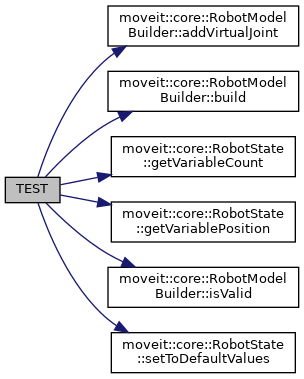 moveit::core::RobotModel
Builder::addVirtualJoint
moveit::core::RobotModel
Builder::build
moveit::core::RobotState
::getVariableCount
TEST
moveit::core::RobotState
::getVariablePosition
moveit::core::RobotModel
Builder::isValid
moveit::core::RobotState
::setToDefaultValues